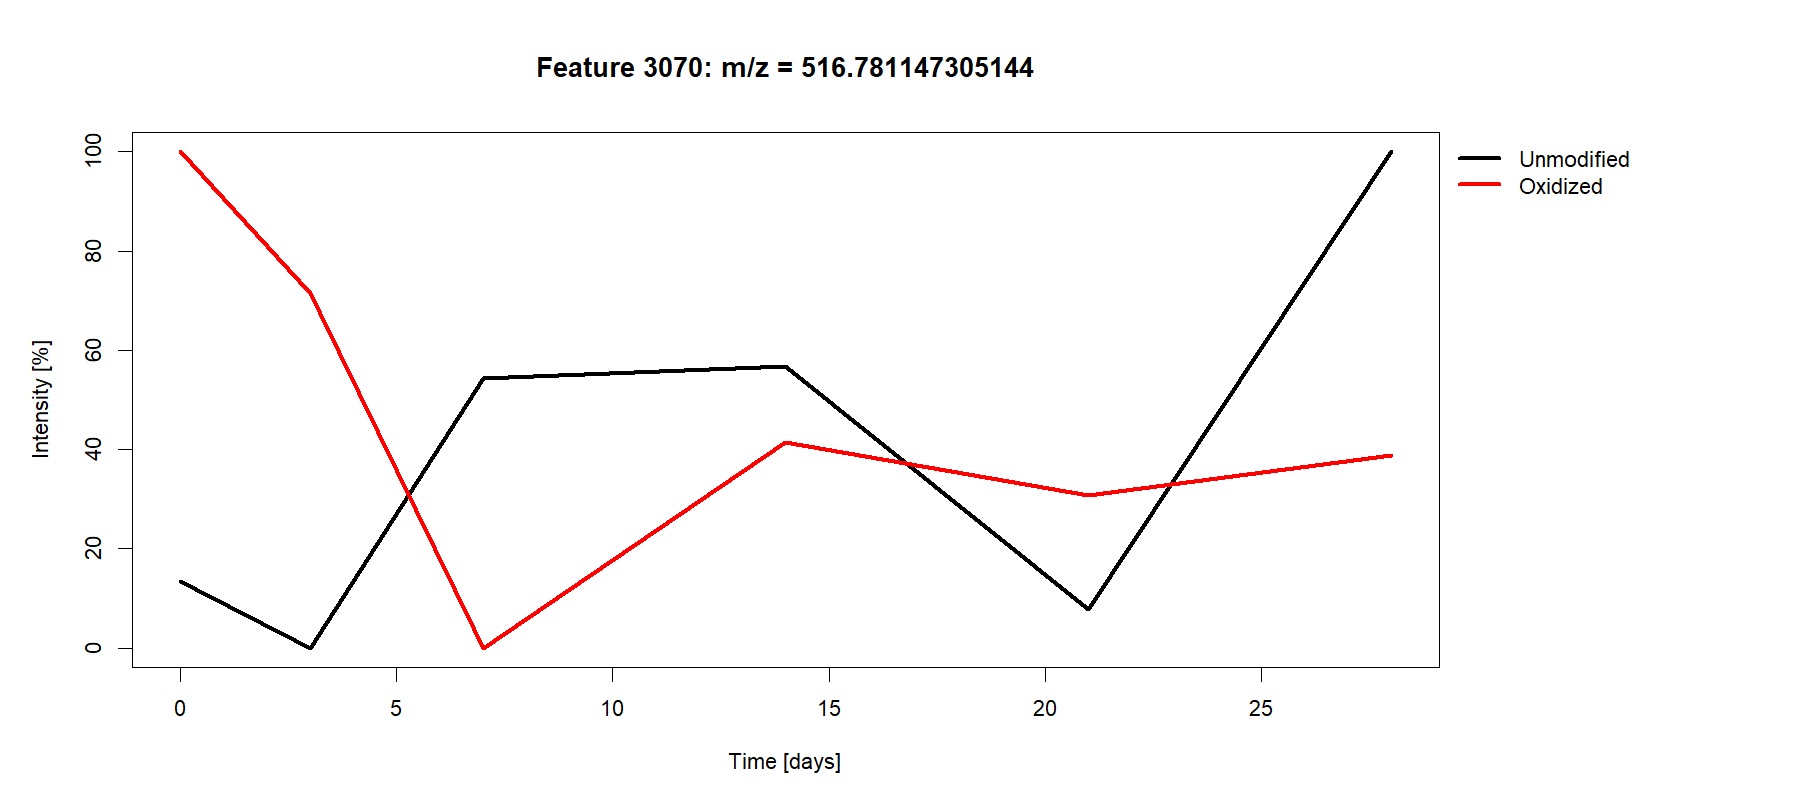 Feature 3070: m/z = 516.781147305144
Unmodified
Oxidized
Intensity [%]
100
80
60
40
20
0
0 5 10 15 20 25
Time [days]